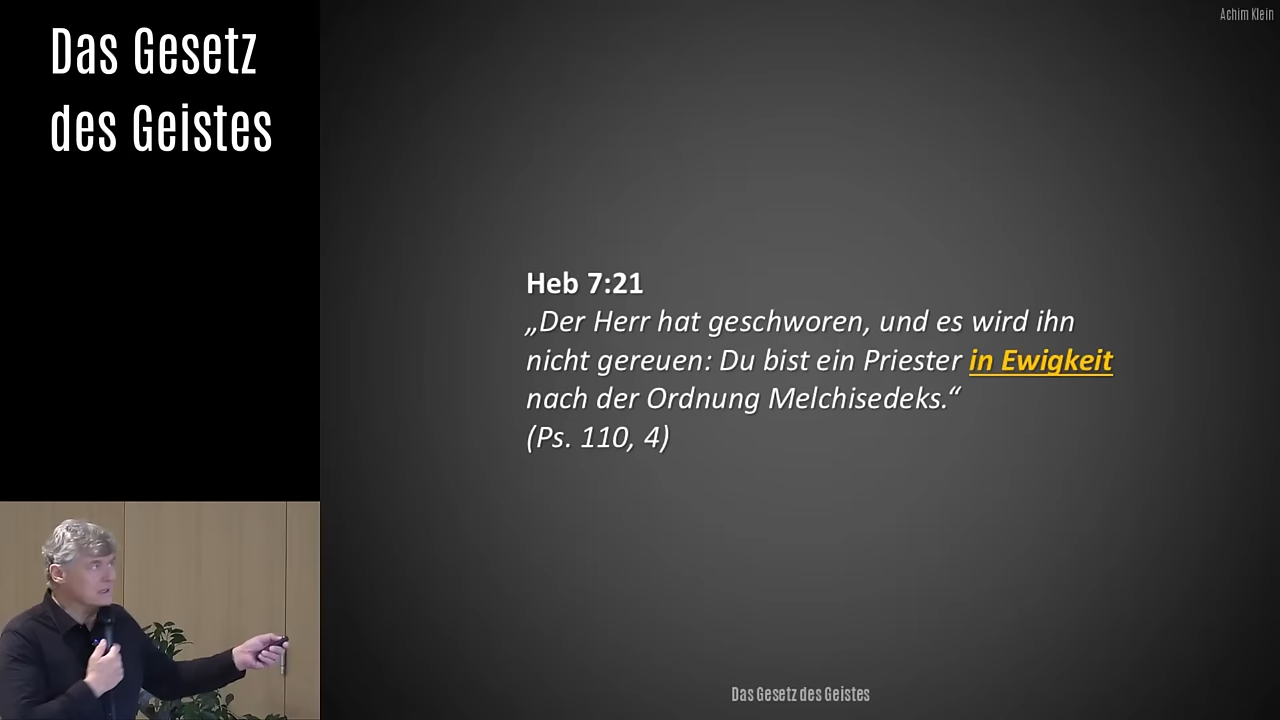 Das Gesetz
des Geistes
Achim Klein
Heb 7:21
„Der Herr hat geschworen, und es wird ihn
nicht gereuen: Du bist ein Priester in Ewigkeit
nach der Ordnung Melchisedeks.“
(Ps. 110, 4)
Das Gesetz des Geistes